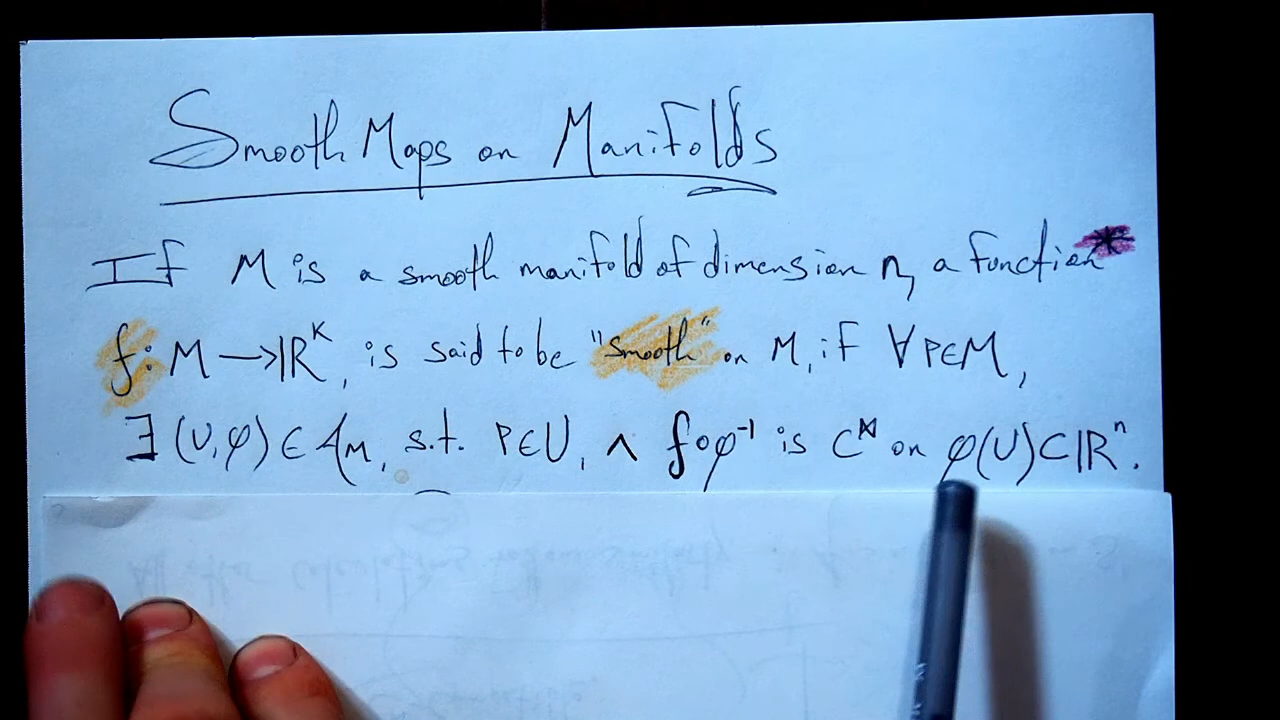 Smooth Maps on Manifolds
If M is a smooth manifold of dimension n, a function*
f: M → ℝᴷ, is said to be "smooth" on M, if ∀ P∈M,
∃ (U,φ) ∈ 𝒜ₘ, s.t. P∈U, ∧ f∘φ⁻¹ is C^∞ on φ(U) ⊂ ℝⁿ.